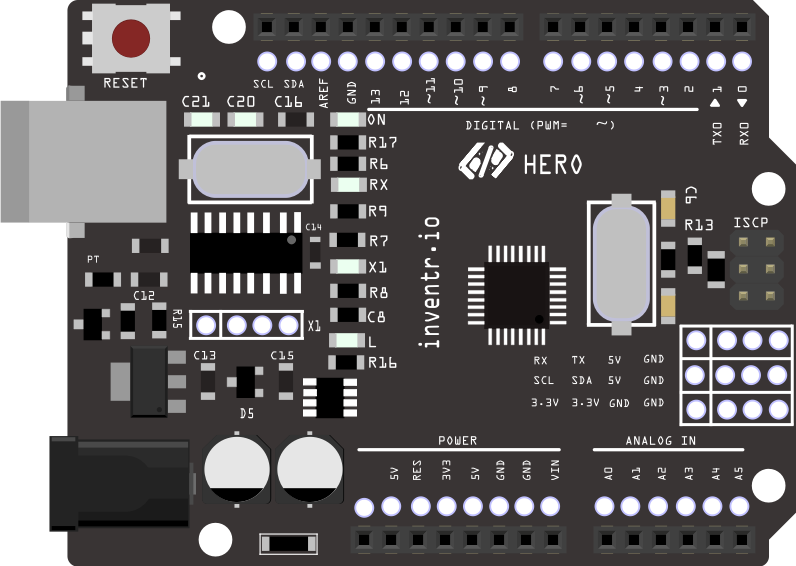 RESET
SCL SDA AREF GND 13 12 ~11 ~10 ~9 8 7 ~6 ~5 4 ~3 2 TX0 ▶ 1 RX0 ◀ 0
C21 C20 C16
ON
DIGITAL (PWM= ~)
R17
R6
HERO
RX
R9
C9
inventr.io
R13 ISCP
C14
R7
PT
X1
C12
R8
R15
X1
C8
L
C13 C15
R16
RX TX 5V GND
SCL SDA 5V GND
3.3V 3.3V GND GND
D5
POWER
ANALOG IN
5V RES 3V3 5V GND GND VIN
A0 A1 A2 A3 A4 A5